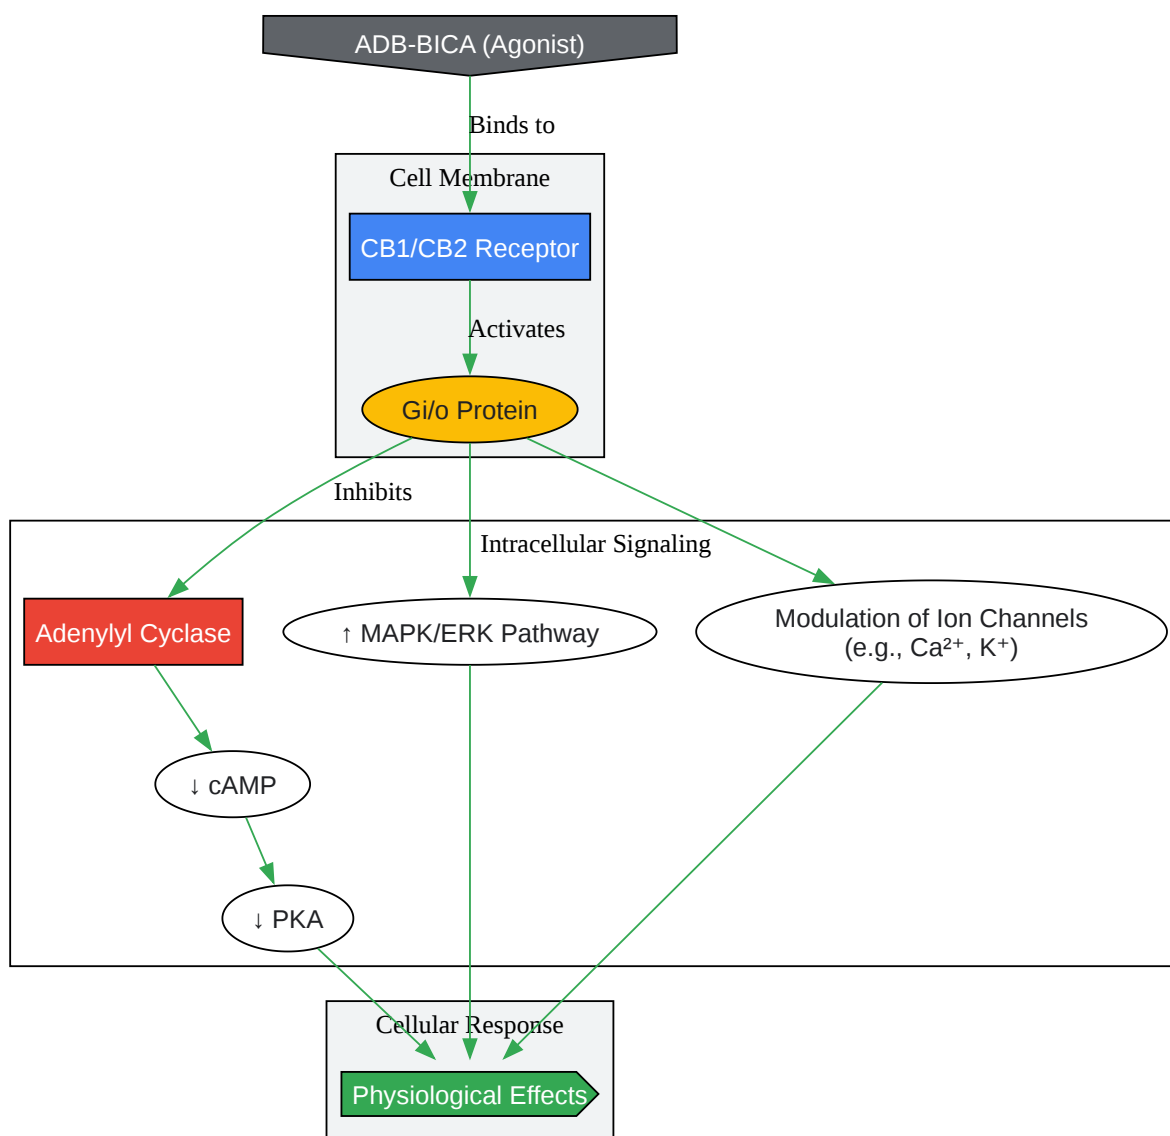 ADB-BICA (Agonist)
Binds to
Cell Membrane
CB1/CB2 Receptor
Activates
Gi/o Protein
Inhibits
Intracellular Signaling
Adenylyl Cyclase
↑ MAPK/ERK Pathway
Modulation of Ion Channels
(e.g., Ca²⁺, K⁺)
↓ cAMP
↓ PKA
Cellular Response
Physiological Effects